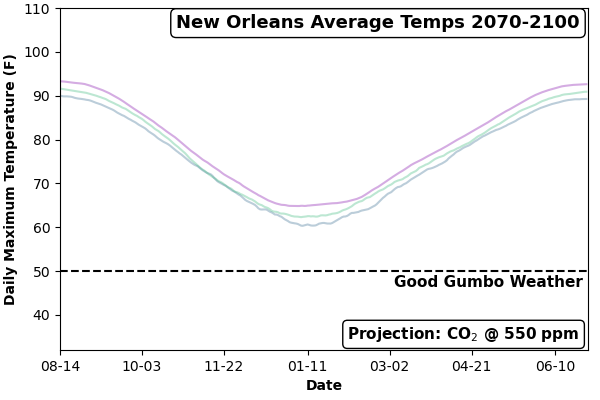 New Orleans Average Temps 2070-2100
Daily Maximum Temperature (F)
110
100
90
80
70
60
50
40
Good Gumbo Weather
Projection: CO₂ @ 550 ppm
08-14 10-03 11-22 01-11 03-02 04-21 06-10
Date